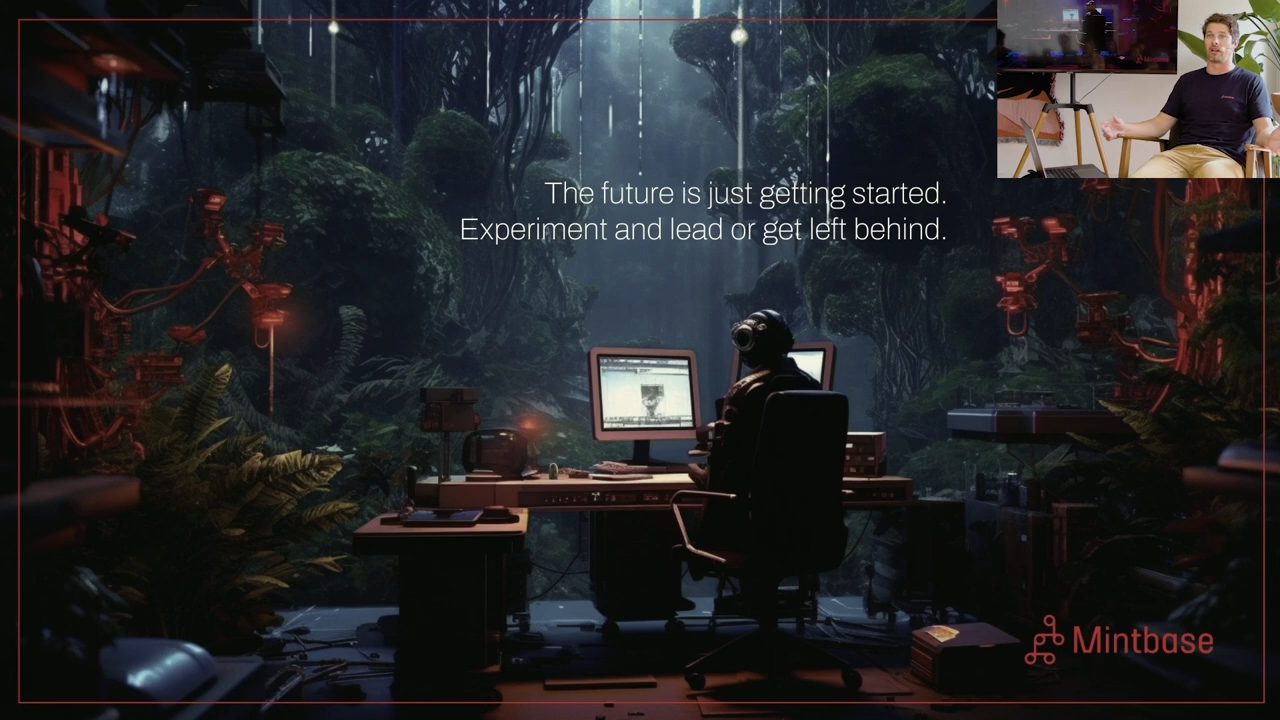 The future is just getting started.
Experiment and lead or get left behind.
Mintbase